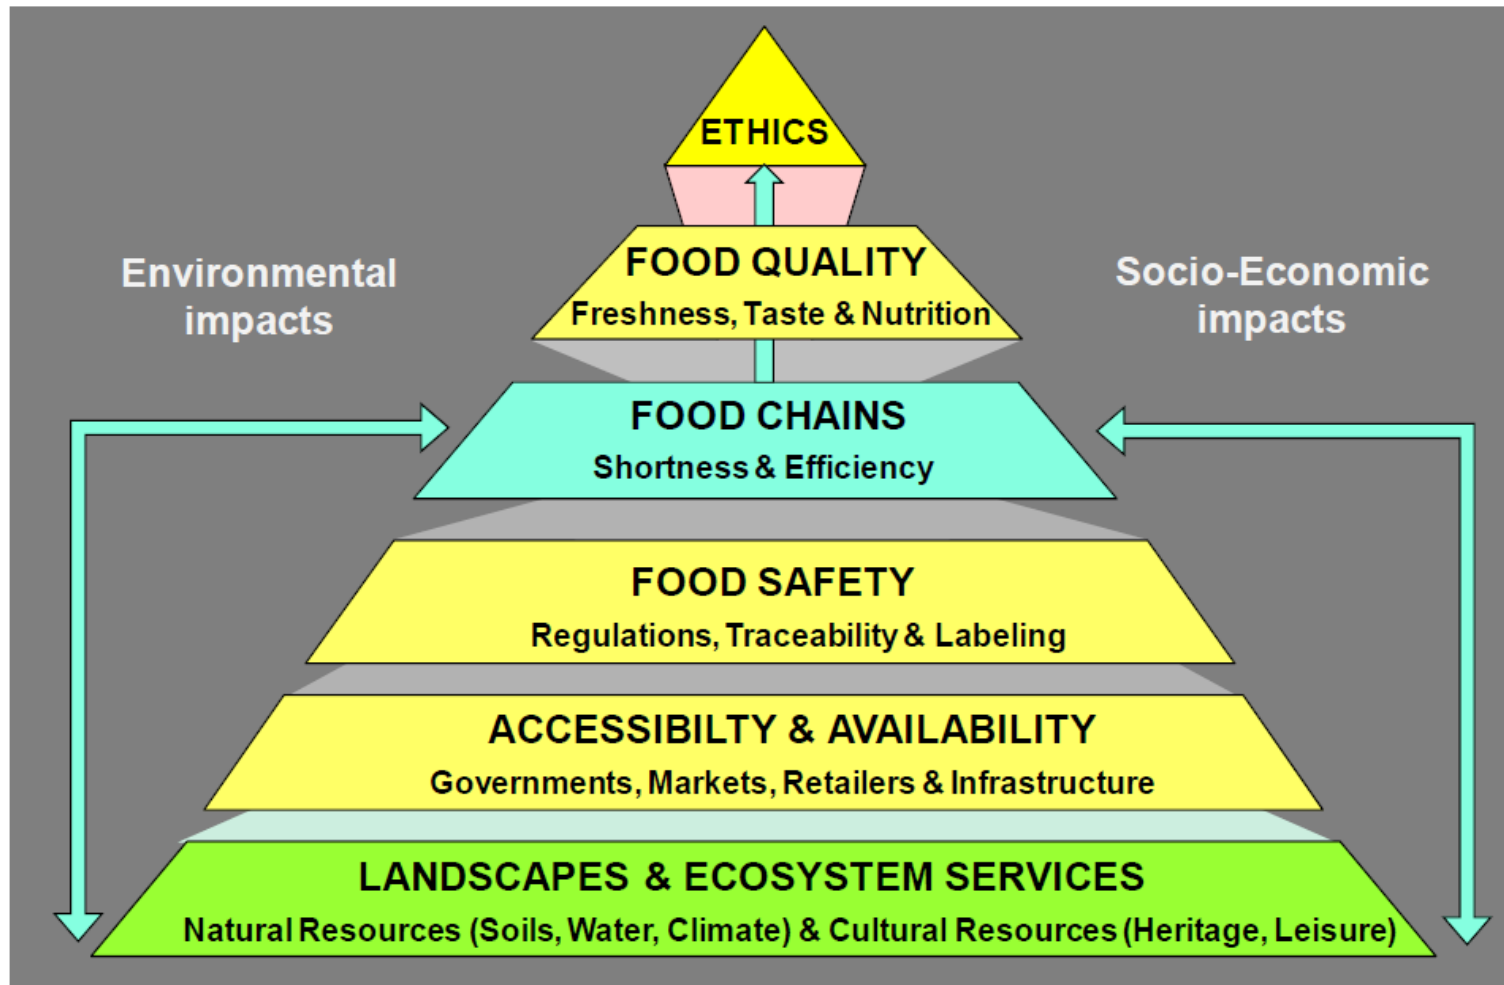 ETHICS
FOOD QUALITY
Freshness, Taste & Nutrition
Environmental
impacts
Socio-Economic
impacts
FOOD CHAINS
Shortness & Efficiency
FOOD SAFETY
Regulations, Traceability & Labeling
ACCESSIBILTY & AVAILABILITY
Governments, Markets, Retailers & Infrastructure
LANDSCAPES & ECOSYSTEM SERVICES
Natural Resources (Soils, Water, Climate) & Cultural Resources (Heritage, Leisure)